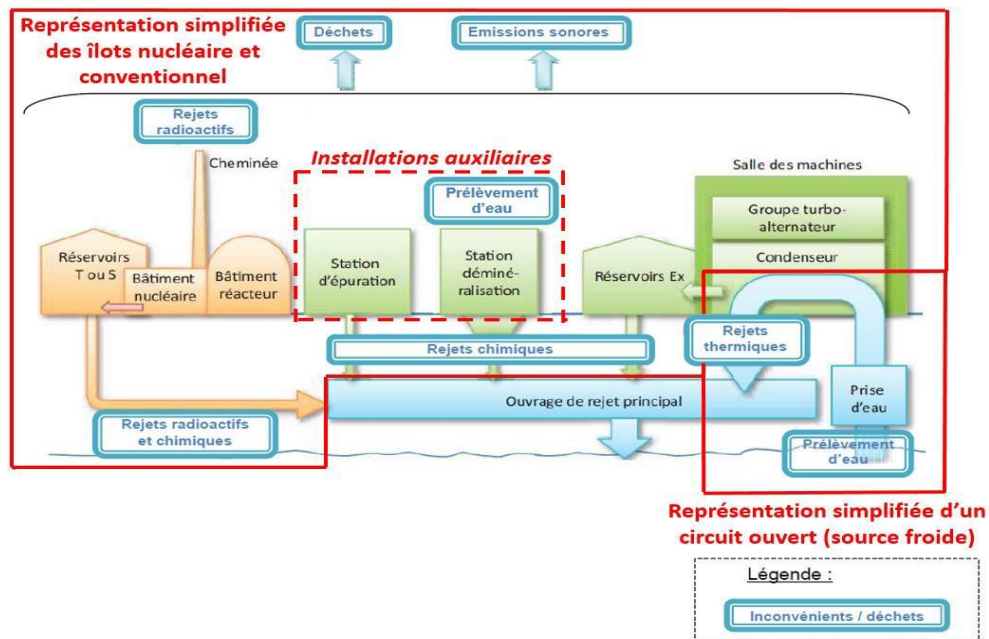 Représentation simplifiée
des îlots nucléaire et
conventionnel
Déchets
Emissions sonores
Rejets
radioactifs
Cheminée
Installations auxiliaires
Prélèvement
d'eau
Salle des machines
Groupe turbo-
alternateur
Condenseur
Réservoirs
T ou S
Bâtiment
nucléaire
Bâtiment
réacteur
Station
d'épuration
Station
déminé-
ralisation
Réservoirs Ex
Rejets chimiques
Rejets
thermiques
Ouvrage de rejet principal
Prise
d'eau
Rejets radioactifs
et chimiques
Prélèvement
d'eau
Représentation simplifiée d'un
circuit ouvert (source froide)
Légende :
Inconvénients / déchets